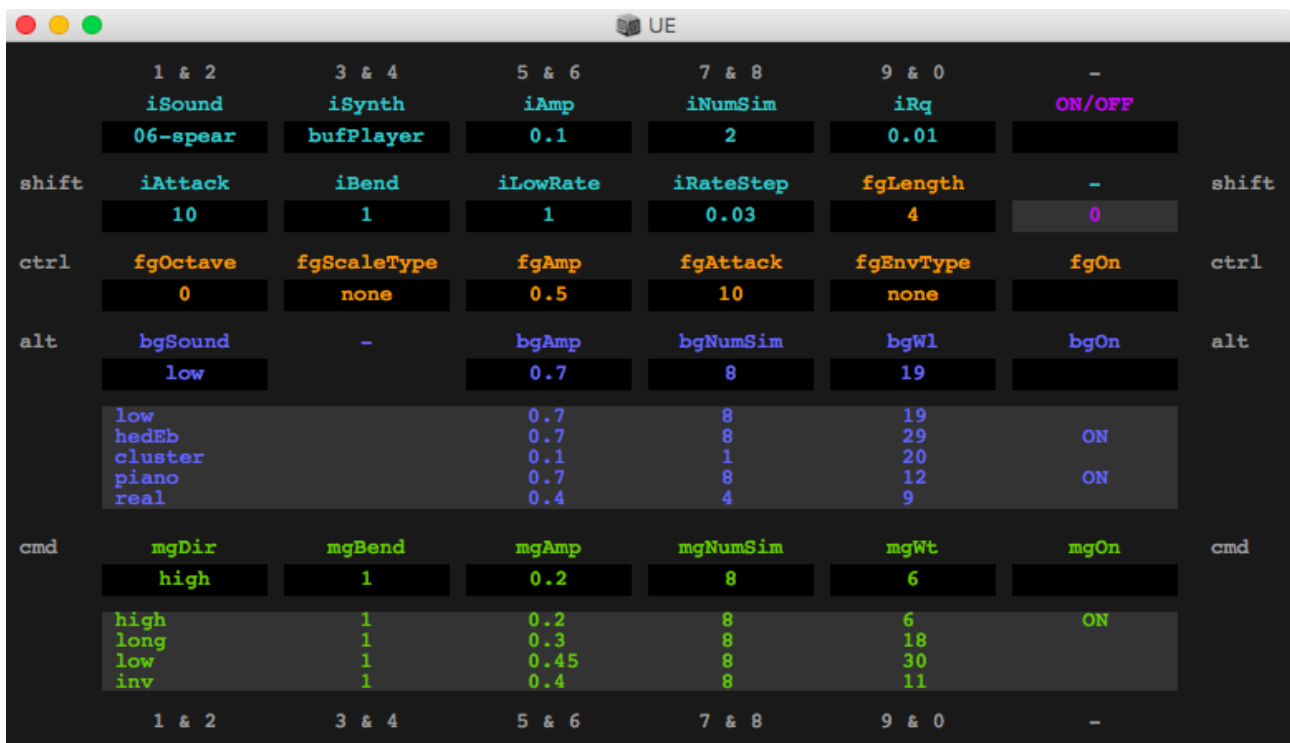 UE
1 & 2 3 & 4 5 & 6 7 & 8 9 & 0 -
iSound iSynth iAmp iNumSim iRq ON/OFF
06-spear bufPlayer 0.1 2 0.01
shift iAttack iBend iLowRate iRateStep fgLength - shift
10 1 1 0.03 4 0
ctrl fgOctave fgScaleType fgAmp fgAttack fgEnvType fgOn ctrl
0 none 0.5 10 none
alt bgSound - bgAmp bgNumSim bgWl bgOn alt
low 0.7 8 19
low 0.7 8 19
hedEb 0.7 8 29 ON
cluster 0.1 1 20
piano 0.7 8 12 ON
real 0.4 4 9
cmd mgDir mgBend mgAmp mgNumSim mgWt mgOn cmd
high 1 0.2 8 6
high 1 0.2 8 6 ON
long 1 0.3 8 18
low 1 0.45 8 30
inv 1 0.4 8 11
1 & 2 3 & 4 5 & 6 7 & 8 9 & 0 -